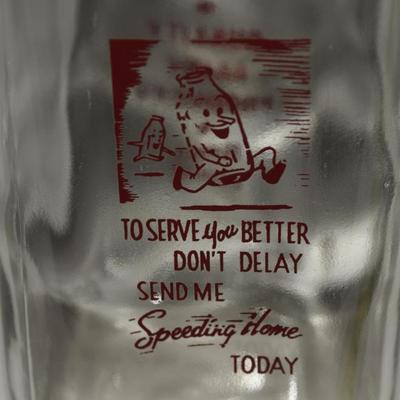 TO SERVE you BETTER
DON'T DELAY
SEND ME
Speeding Home
TODAY